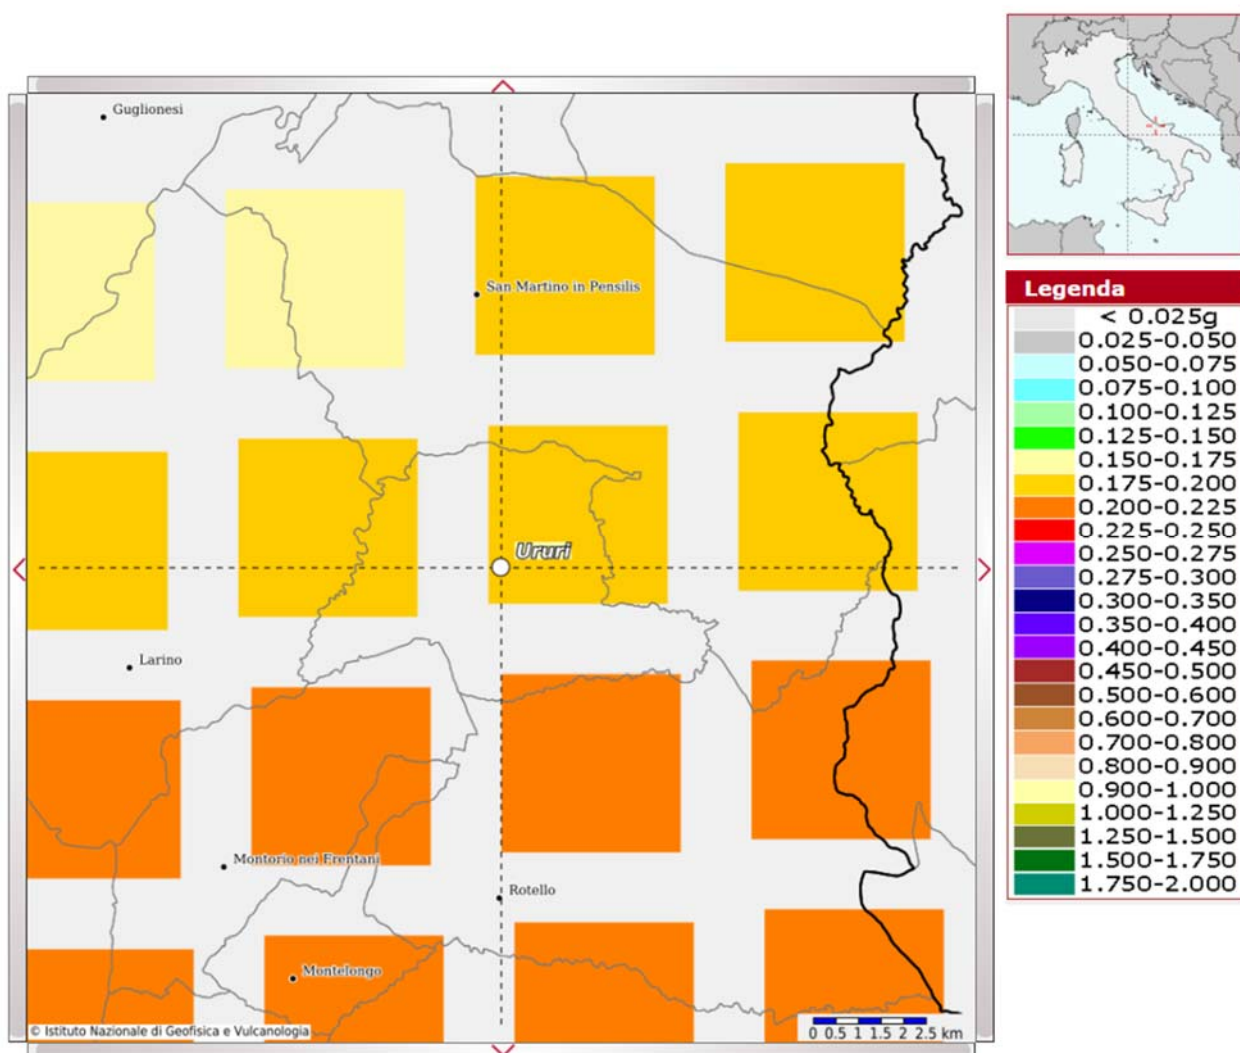 Guglionesi
San Martino in Pensilis
Ururi
Larino
Montorio nei Frentani
Rotello
Montelongo
© Istituto Nazionale di Geofisica e Vulcanologia
0 0.5 1 1.5 2 2.5 km
Legenda
< 0.025g
0.025-0.050
0.050-0.075
0.075-0.100
0.100-0.125
0.125-0.150
0.150-0.175
0.175-0.200
0.200-0.225
0.225-0.250
0.250-0.275
0.275-0.300
0.300-0.350
0.350-0.400
0.400-0.450
0.450-0.500
0.500-0.600
0.600-0.700
0.700-0.800
0.800-0.900
0.900-1.000
1.000-1.250
1.250-1.500
1.500-1.750
1.750-2.000